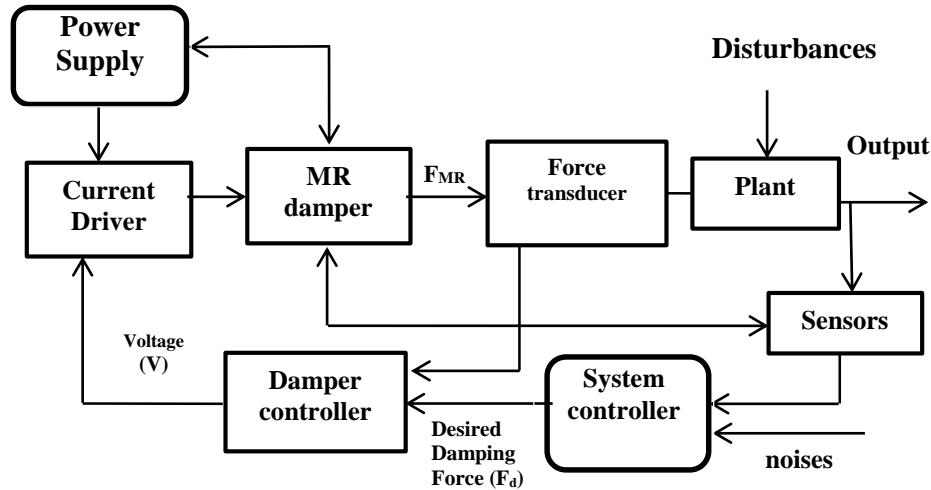 Power
Supply
Disturbances
Output
Current
Driver
MR
damper
FMR
Force
transducer
Plant
Sensors
Voltage
(V)
Damper
controller
System
controller
Desired
Damping
Force (Fd)
noises